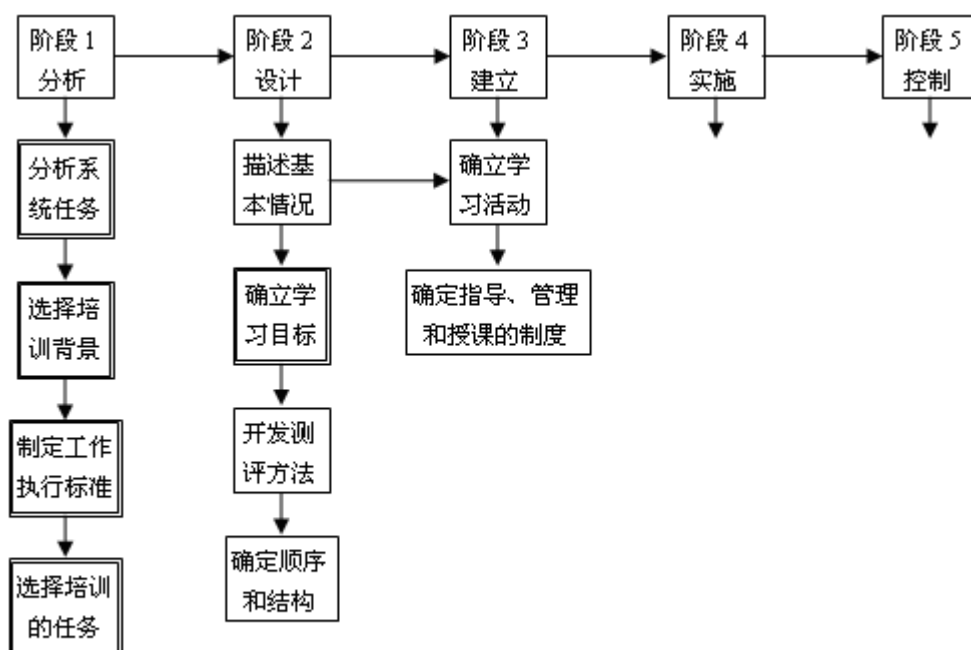 阶段 1
分析
阶段 2
设计
阶段 3
建立
阶段 4
实施
阶段 5
控制
分析系
统任务
描述基
本情况
确立学
习活动
选择培
训背景
确立学
习目标
确定指导、管理
和授课的制度
制定工作
执行标准
开发测
评方法
选择培训
的任务
确定顺序
和结构